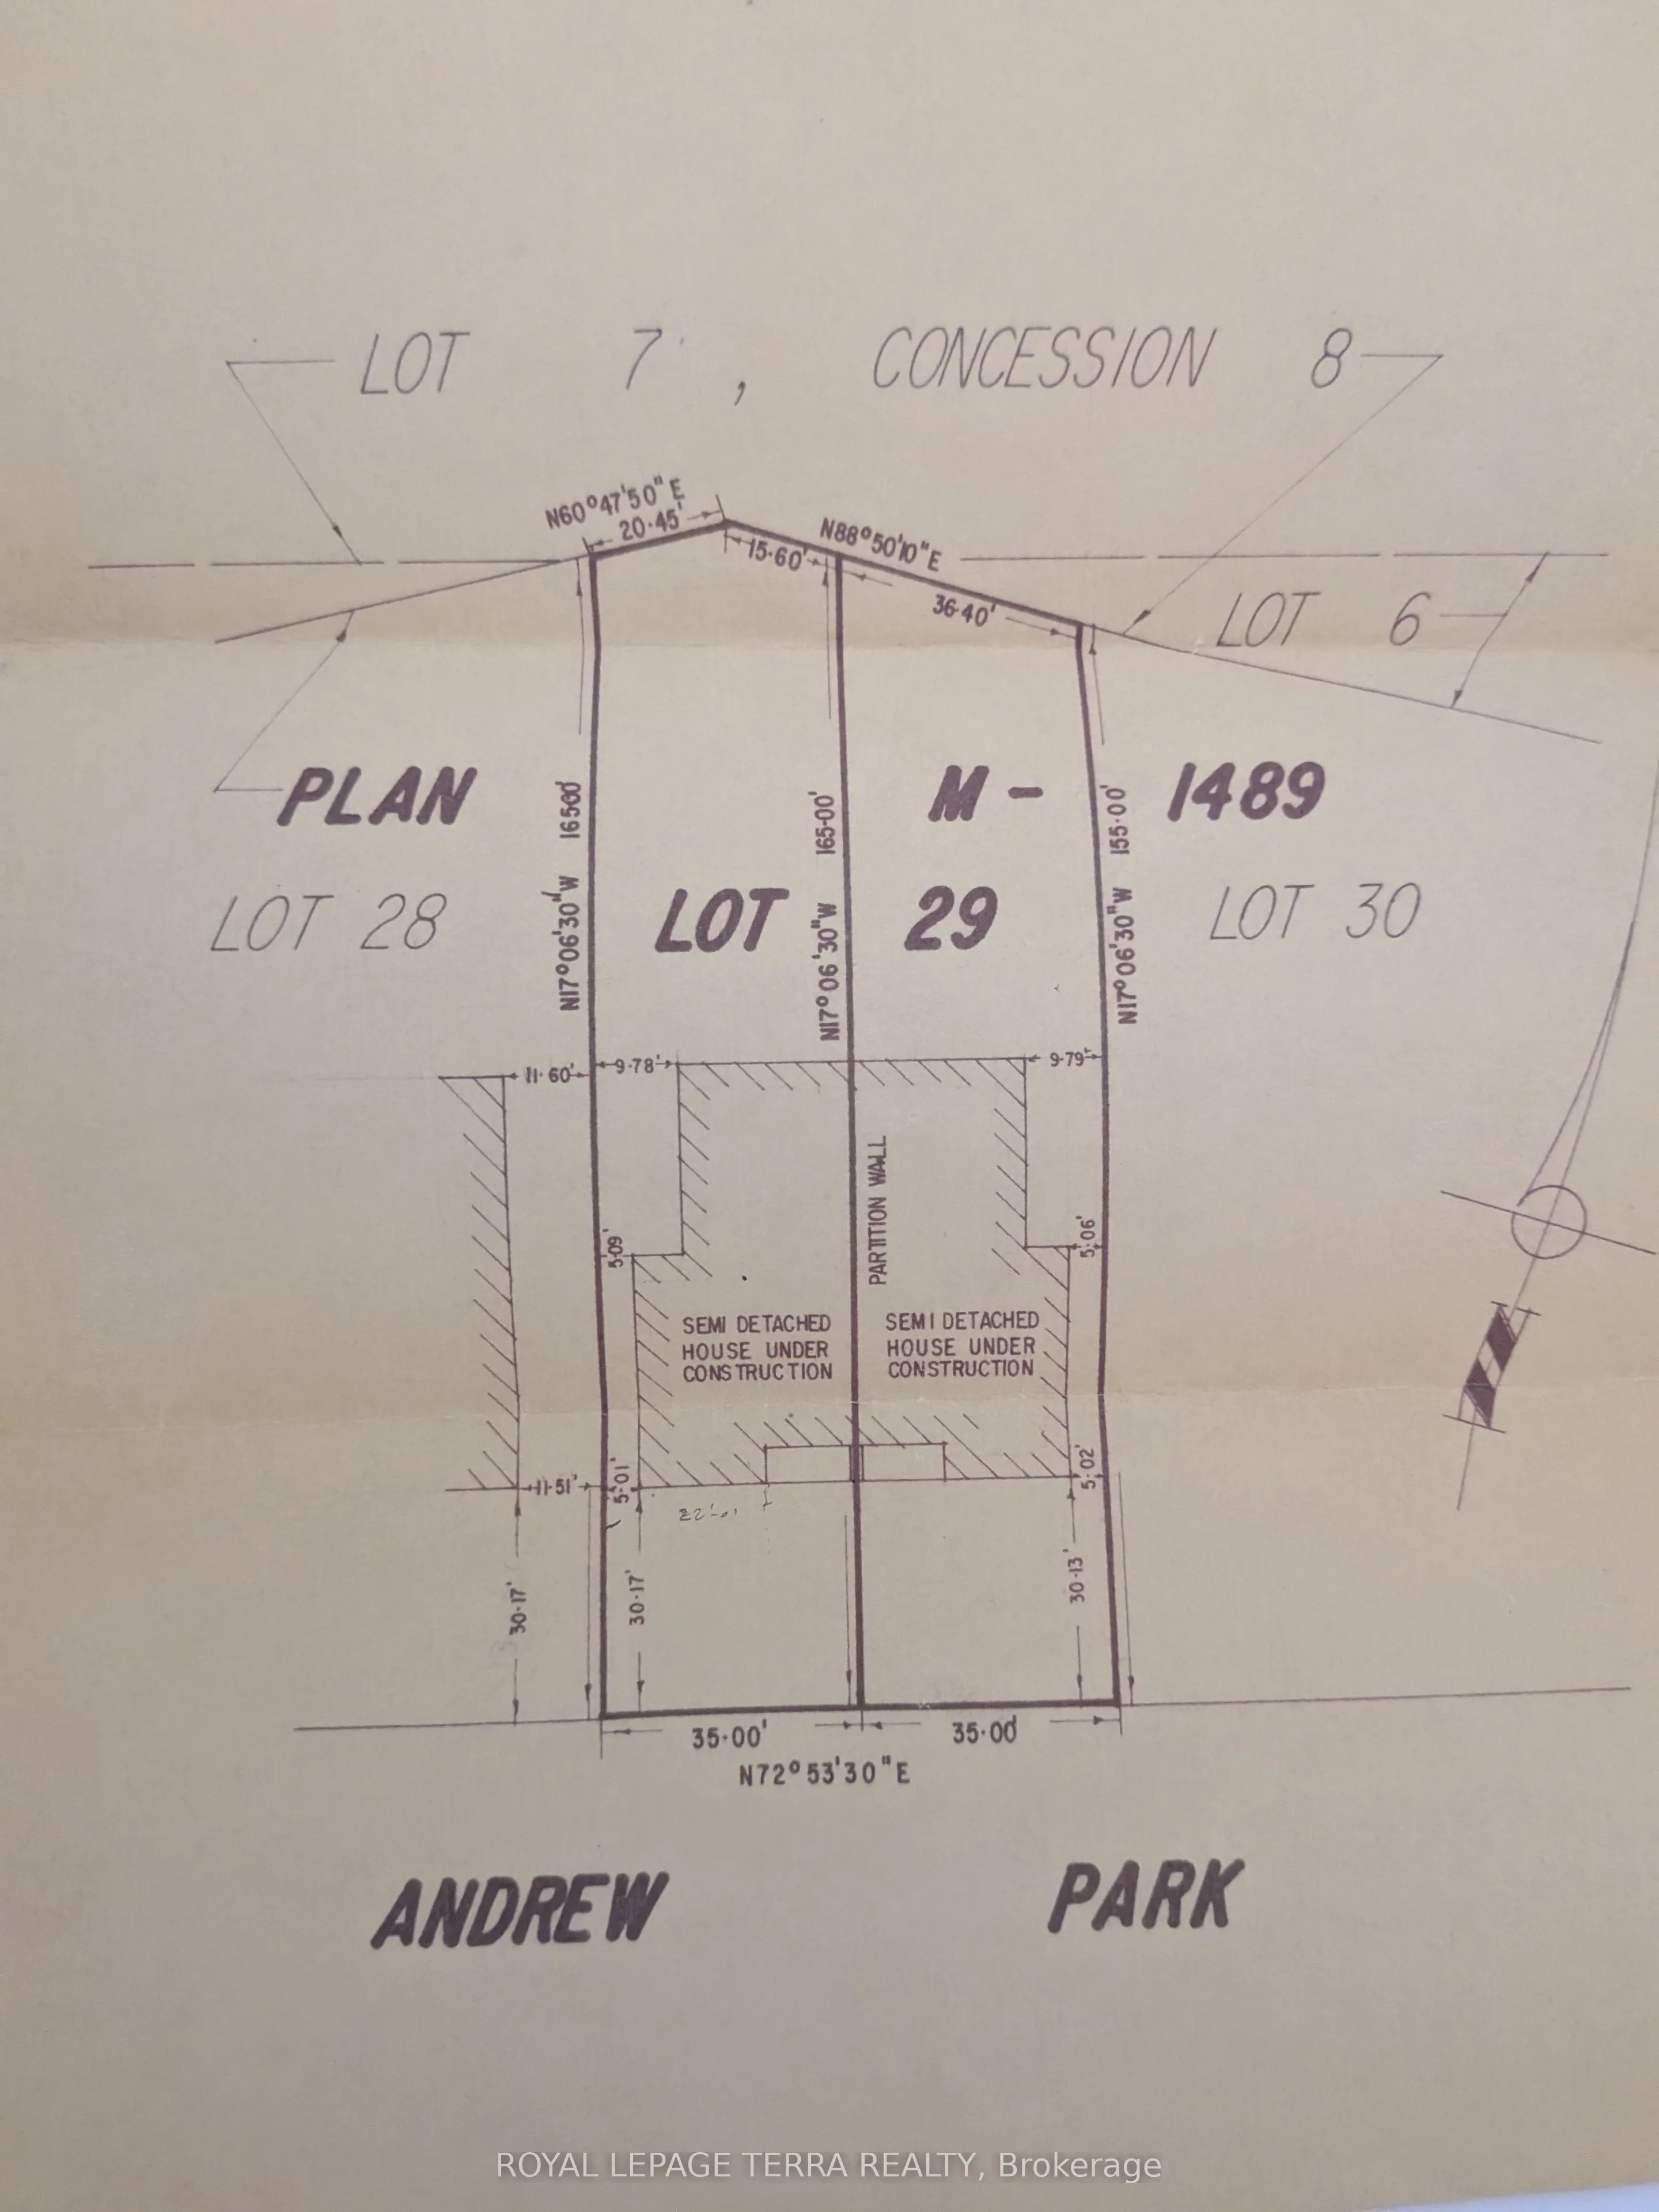 LOT 7 , CONCESSION 8
N60°47'50"E
20·45'
N88°50'10"E
15·60'
36·40'
LOT 6
PLAN M- 1489
N17°06'30"W 165·00'
N17°06'30"W 165·00'
N17°06'30"W 155·00'
LOT 28
LOT 29
LOT 30
11·60'
9·78'
9·79'
PARTITION WALL
5·09'
5·06'
SEMI DETACHED
HOUSE UNDER
CONSTRUCTION
SEMI DETACHED
HOUSE UNDER
CONSTRUCTION
11·51'
5·01'
5·02'
30·17'
30·17'
30·13'
35·00'
35·00'
N72°53'30"E
ANDREW PARK
ROYAL LEPAGE TERRA REALTY, Brokerage